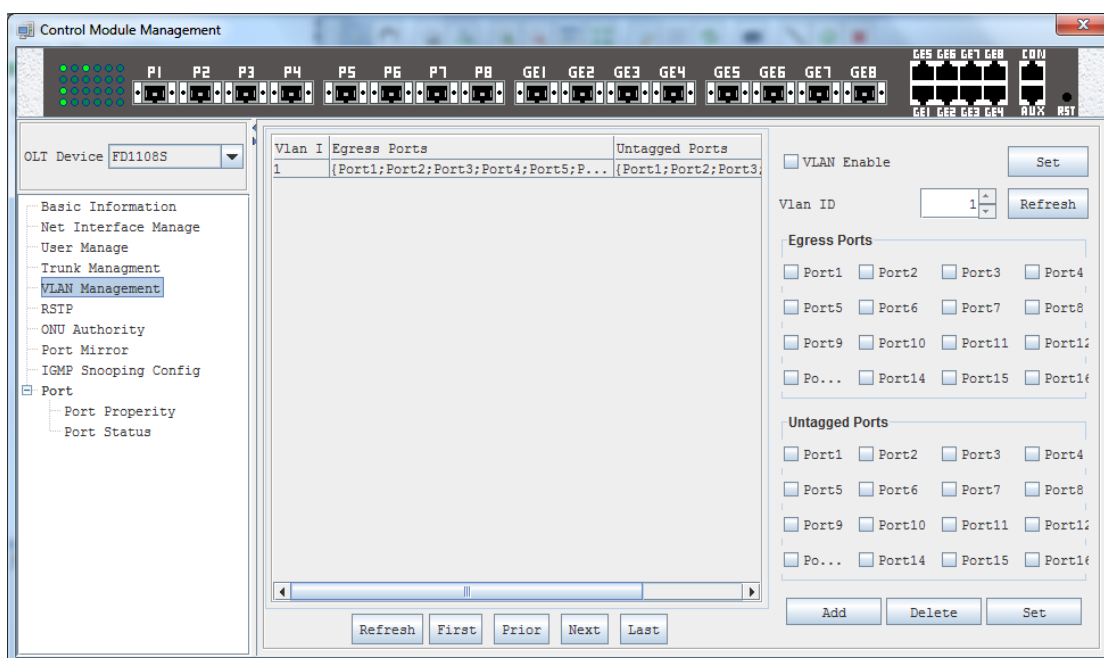 Control Module Management
GE5 GE6 GE7 GE8 CON
P1 P2 P3 P4 P5 P6 P7 P8 GE1 GE2 GE3 GE4 GE5 GE6 GE7 GE8
GE1 GE2 GE3 GE4 AUX RST
OLT Device FD1108S
Basic Information
Net Interface Manage
User Manage
Trunk Managment
VLAN Management
RSTP
ONU Authority
Port Mirror
IGMP Snooping Config
Port
Port Properity
Port Status
Vlan I Egress Ports Untagged Ports
1 {Port1;Port2;Port3;Port4;Port5;P... {Port1;Port2;Port3;
Refresh First Prior Next Last
VLAN Enable Set
Vlan ID 1 Refresh
Egress Ports
Port1 Port2 Port3 Port4
Port5 Port6 Port7 Port8
Port9 Port10 Port11 Port12
Po... Port14 Port15 Port16
Untagged Ports
Port1 Port2 Port3 Port4
Port5 Port6 Port7 Port8
Port9 Port10 Port11 Port12
Po... Port14 Port15 Port16
Add Delete Set